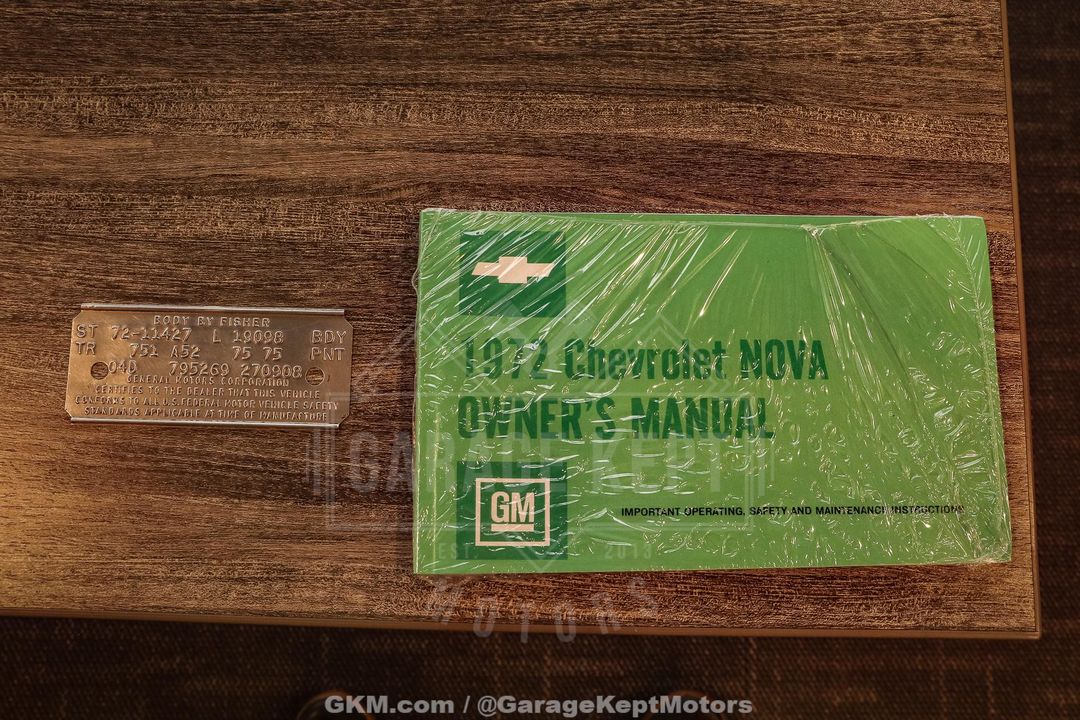 BODY BY FISHER
ST 72-11427 L 19098 BDY
TR 751 A52 75 75 PNT
04D 795269 270908
GENERAL MOTORS CORPORATION
CERTIFIES TO THE DEALER THAT THIS VEHICLE
CONFORMS TO ALL U.S. FEDERAL MOTOR VEHICLE SAFETY
STANDARDS APPLICABLE AT TIME OF MANUFACTURE
1972 Chevrolet NOVA
OWNER'S MANUAL
GM
IMPORTANT OPERATING, SAFETY AND MAINTENANCE INSTRUCTIONS
GARAGE KEPT
EST. 2013
MOTORS
GKM.com / @GarageKeptMotors